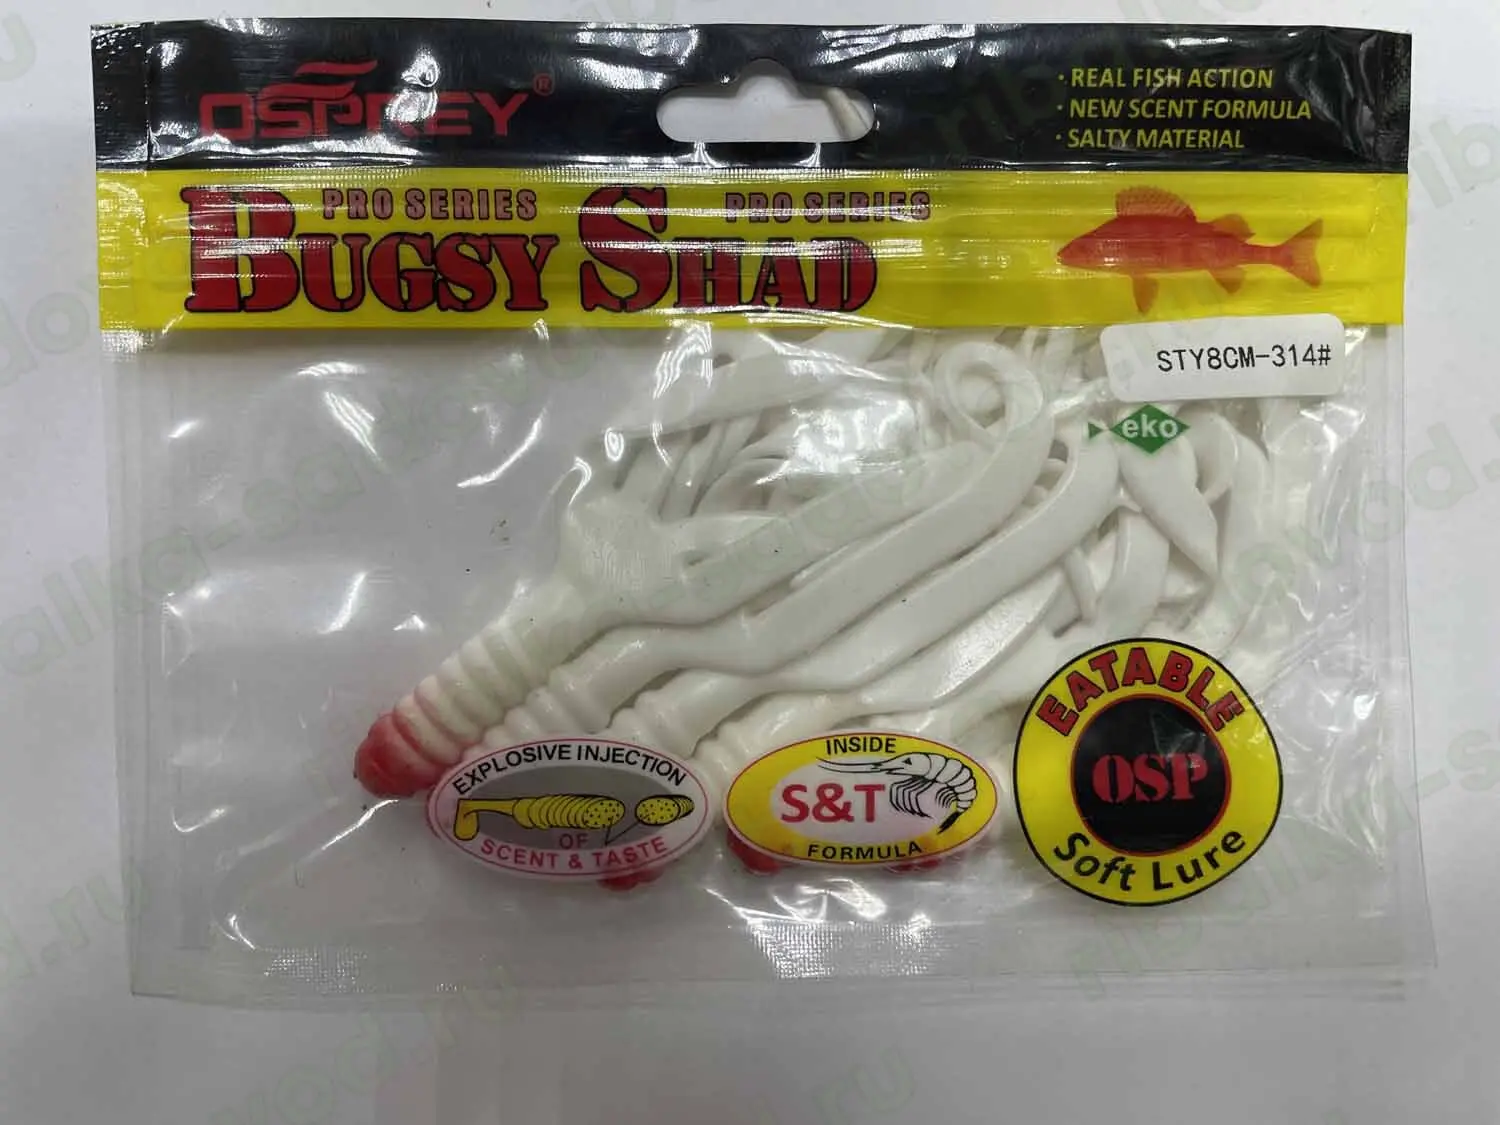 OSPREY®
· REAL FISH ACTION
· NEW SCENT FORMULA
· SALTY MATERIAL
PRO SERIES PRO SERIES
BUGSY SHAD
STY8CM-314#
eko
EXPLOSIVE INJECTION
OF
SCENT & TASTE
INSIDE
S&T
FORMULA
EATABLE
OSP
Soft Lure